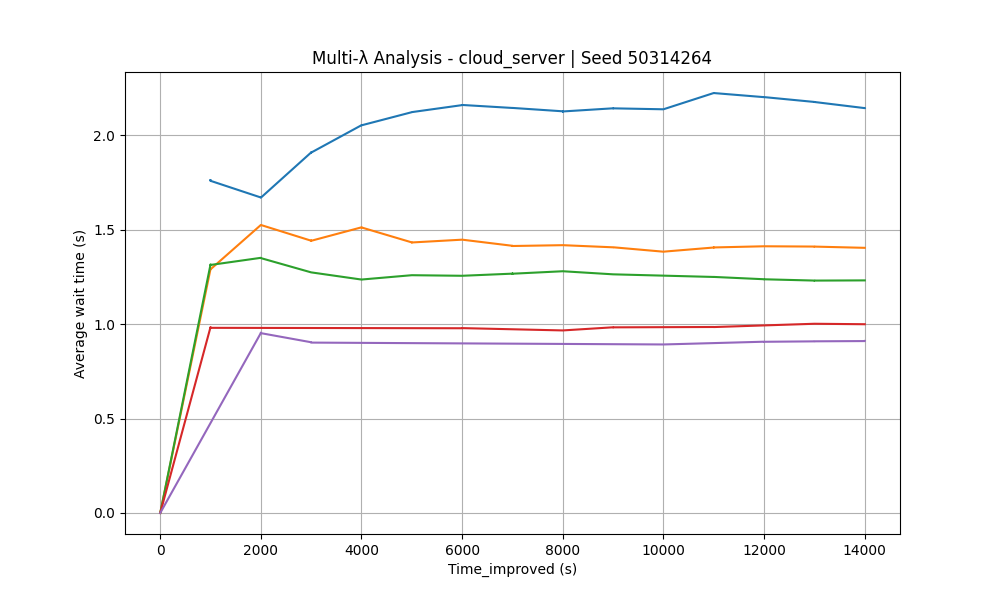 Multi-λ Analysis - cloud_server | Seed 50314264
Average wait time (s)
2.0
1.5
1.0
0.5
0.0
0 2000 4000 6000 8000 10000 12000 14000
Time_improved (s)